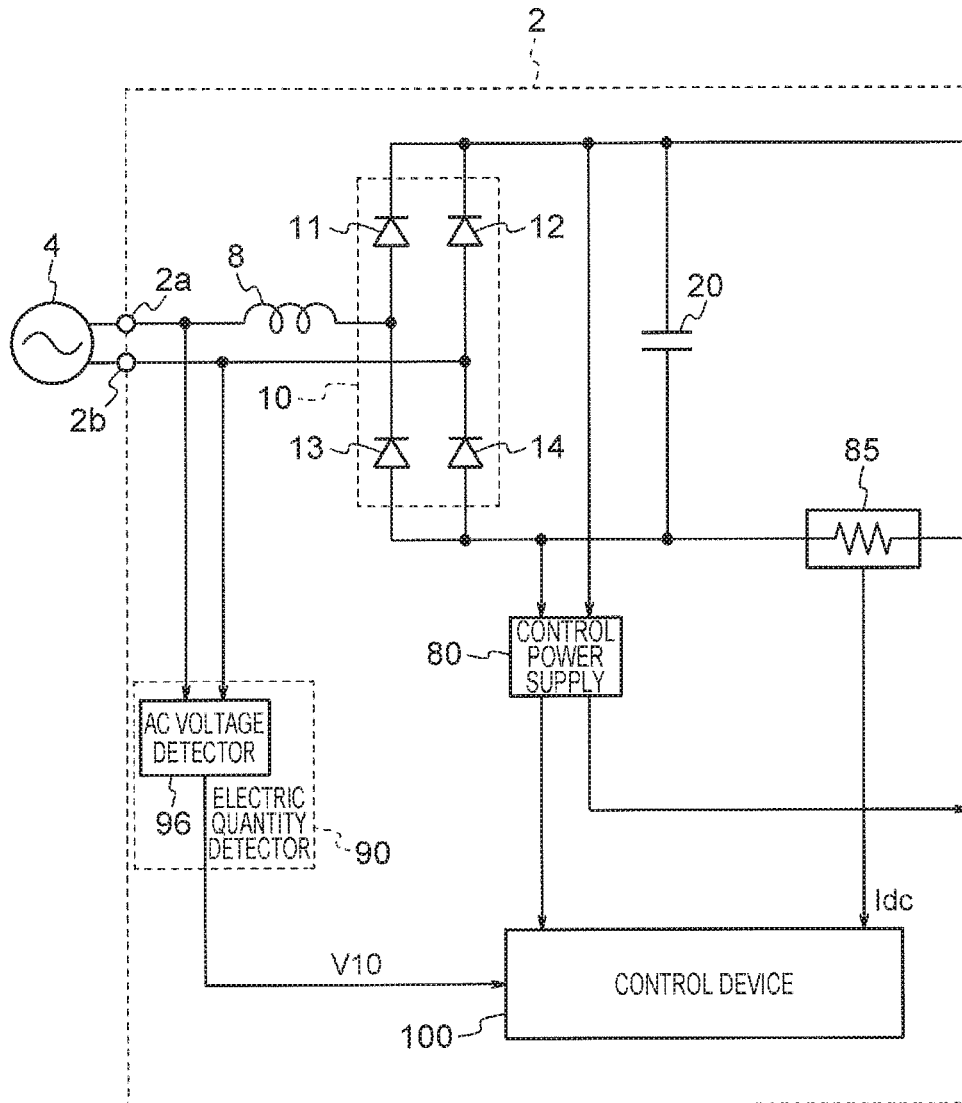 2
11
12
4
2a
8
20
2b
10
13
14
85
80
CONTROL
POWER
SUPPLY
AC VOLTAGE
DETECTOR
96
ELECTRIC
QUANTITY
DETECTOR
90
Idc
V10
CONTROL DEVICE
100